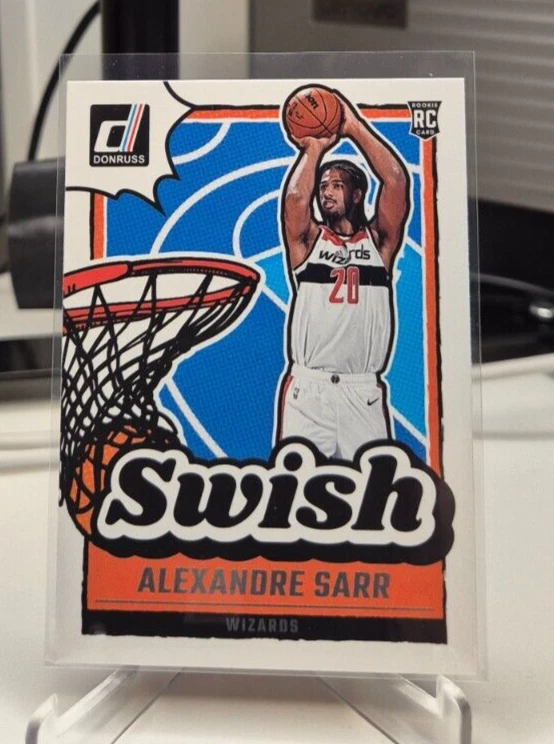 DONRUSS
ROOKIE
RC
CARD
wizards
20
Swish
ALEXANDRE SARR
WIZARDS